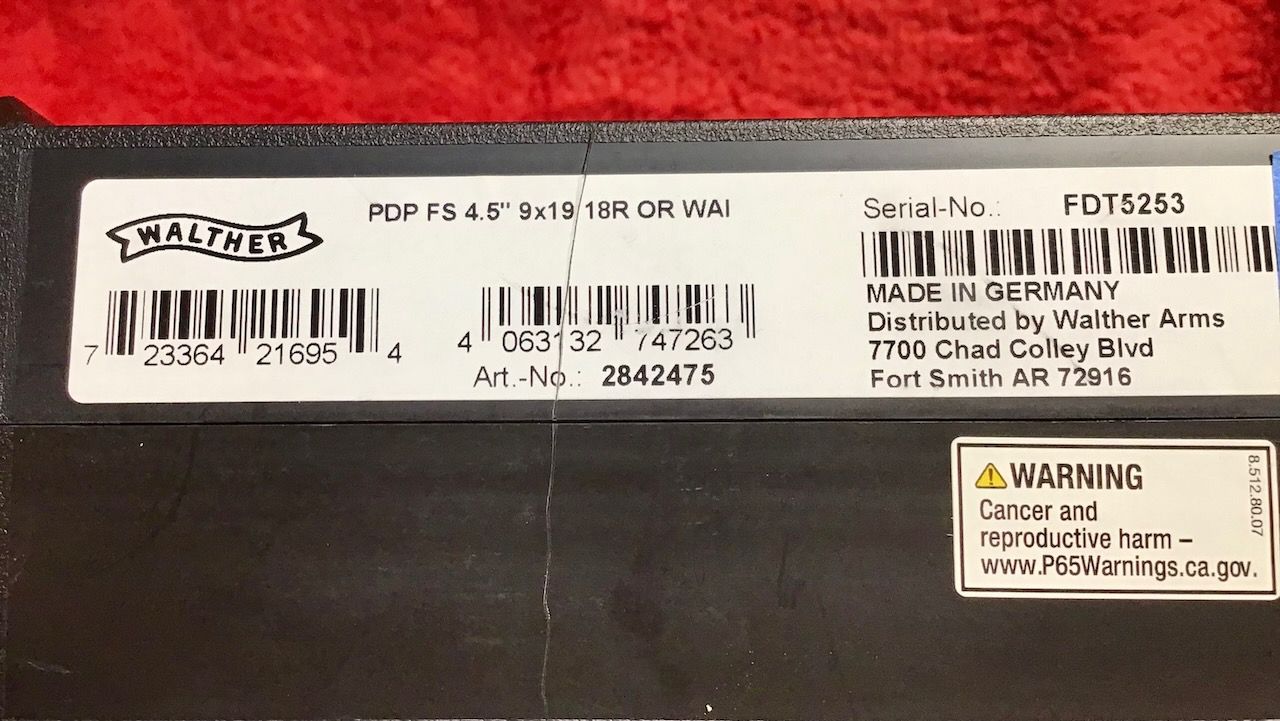 WALTHER
PDP FS 4.5" 9x19 18R OR WAI
7 23364 21695 4
4 063132 747263
Art.-No.: 2842475
Serial-No.: FDT5253
MADE IN GERMANY
Distributed by Walther Arms
7700 Chad Colley Blvd
Fort Smith AR 72916
WARNING
Cancer and
reproductive harm –
www.P65Warnings.ca.gov.
8.512.80.07